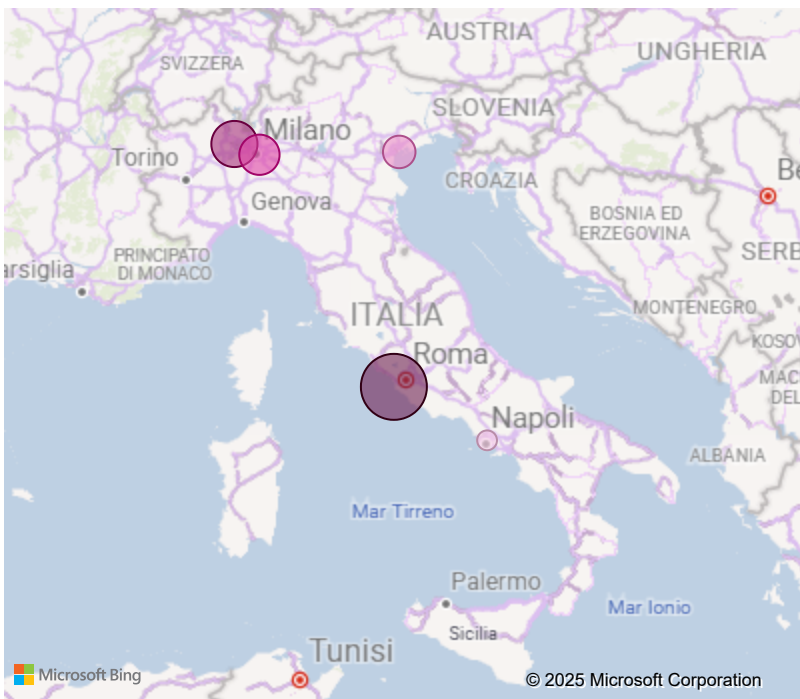 AUSTRIA
UNGHERIA
SVIZZERA
SLOVENIA
Milano
Torino
CROAZIA
Be
Genova
BOSNIA ED
ERZEGOVINA
SERB
PRINCIPATO
DI MONACO
arsiglia
MONTENEGRO
ITALIA
KOSOV
Roma
MAC
DEL
Napoli
ALBANIA
Mar Tirreno
Palermo
Mar Ionio
Sicilia
Tunisi
Microsoft Bing
© 2025 Microsoft Corporation